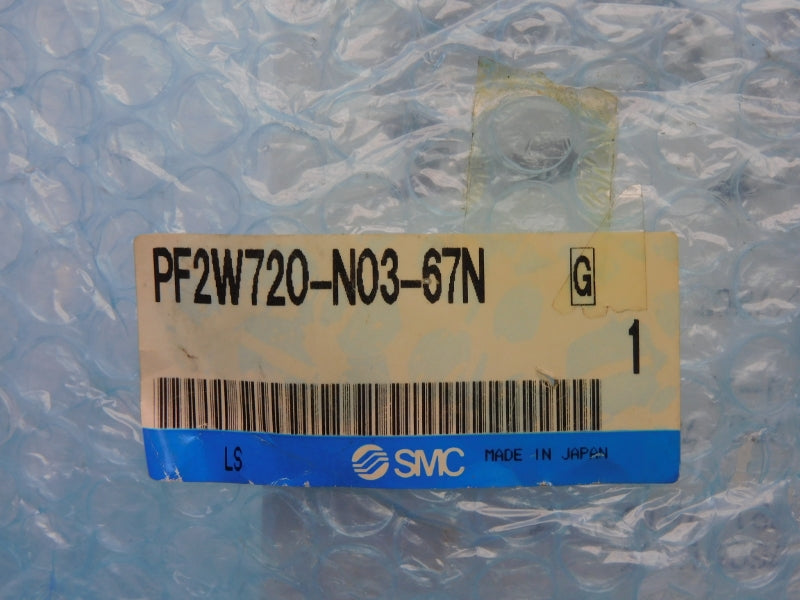 PF2W720-N03-67N G
1
LS SMC MADE IN JAPAN